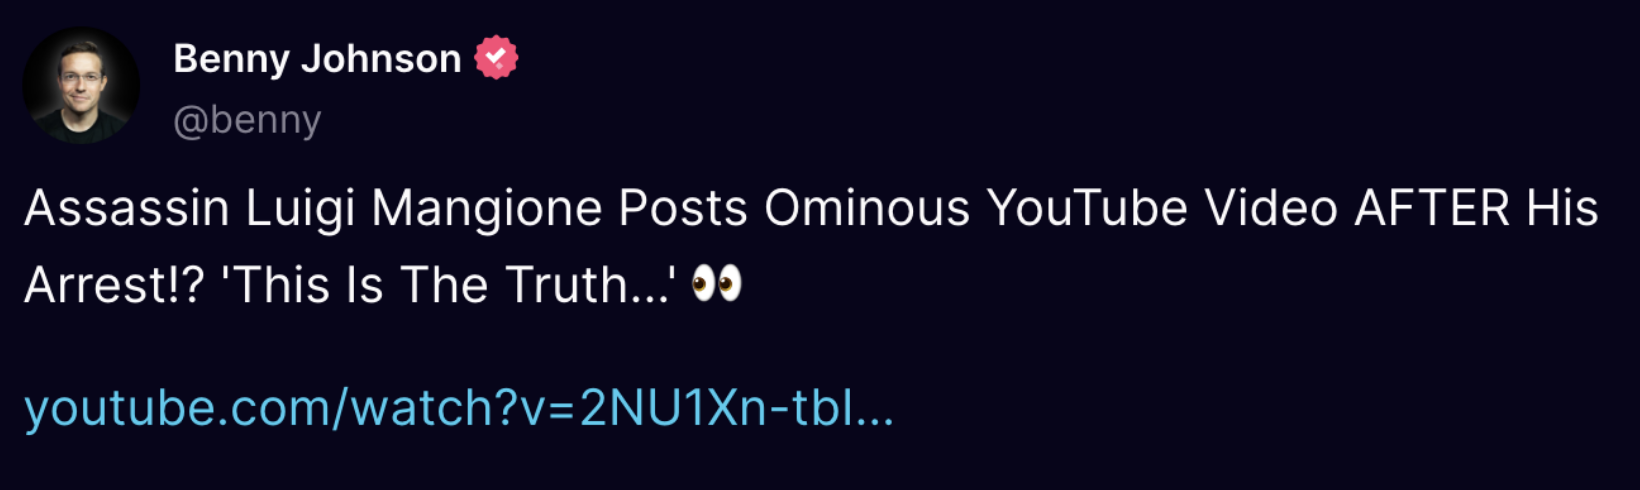 Benny Johnson
@benny
Assassin Luigi Mangione Posts Ominous YouTube Video AFTER His
Arrest!? 'This Is The Truth...' 👀
youtube.com/watch?v=2NU1Xn-tbl...